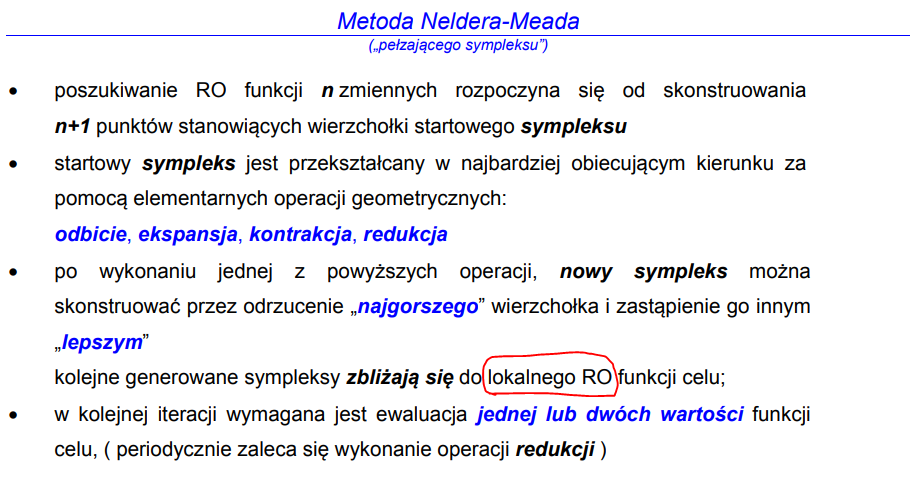 Metoda Neldera-Meada
(„pełzającego sympleksu”)
• poszukiwanie RO funkcji n zmiennych rozpoczyna się od skonstruowania
n+1 punktów stanowiących wierzchołki startowego sympleksu
• startowy sympleks jest przekształcany w najbardziej obiecującym kierunku za
pomocą elementarnych operacji geometrycznych:
odbicie, ekspansja, kontrakcja, redukcja
• po wykonaniu jednej z powyższych operacji, nowy sympleks można
skonstruować przez odrzucenie „najgorszego” wierzchołka i zastąpienie go innym
„lepszym”
kolejne generowane sympleksy zbliżają się do lokalnego RO funkcji celu;
• w kolejnej iteracji wymagana jest ewaluacja jednej lub dwóch wartości funkcji
celu, ( periodycznie zaleca się wykonanie operacji redukcji )